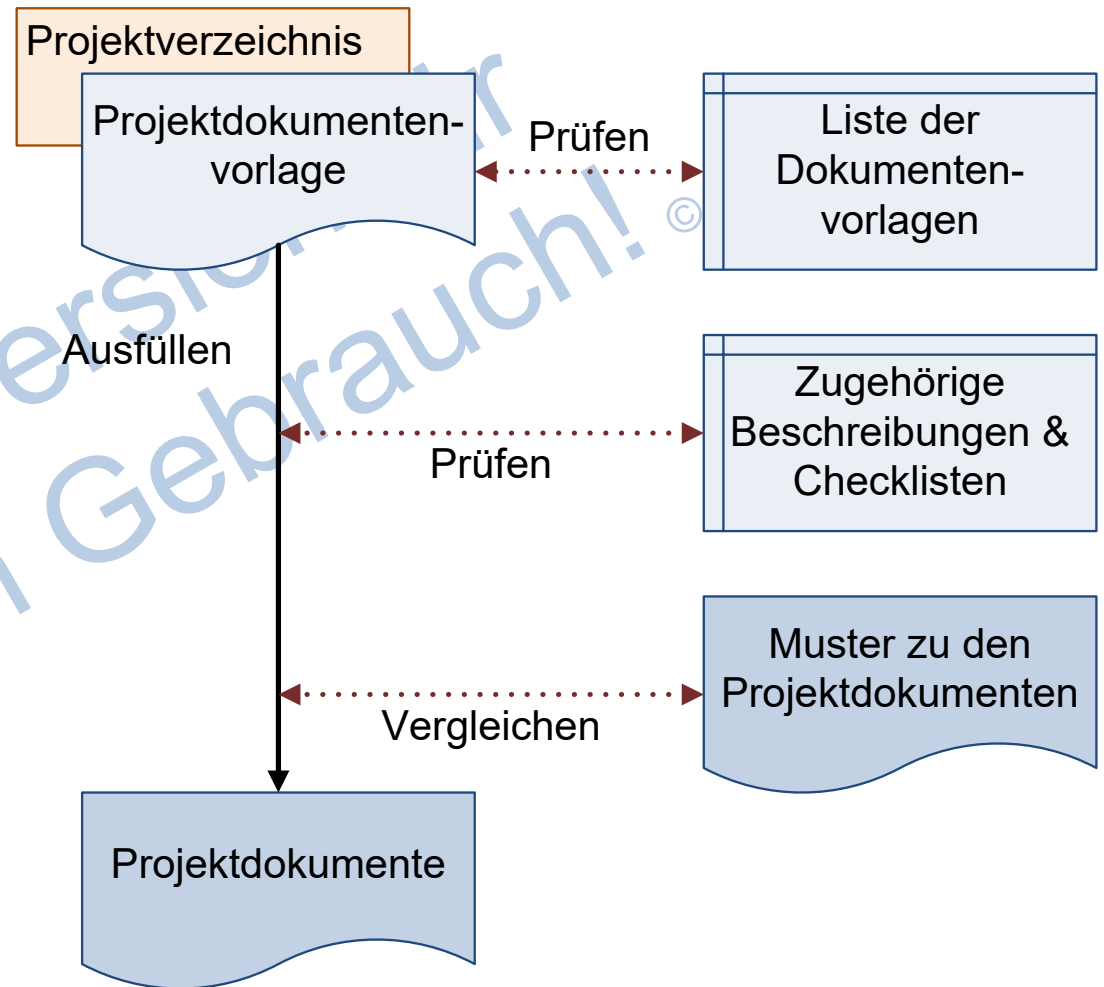 Projektverzeichnis
Projektdokumenten-
vorlage
Prüfen
Liste der
Dokumenten-
vorlagen
Ausfüllen
Prüfen
Zugehörige
Beschreibungen &
Checklisten
Vergleichen
Muster zu den
Projektdokumenten
Projektdokumente
Gebrauch! ©